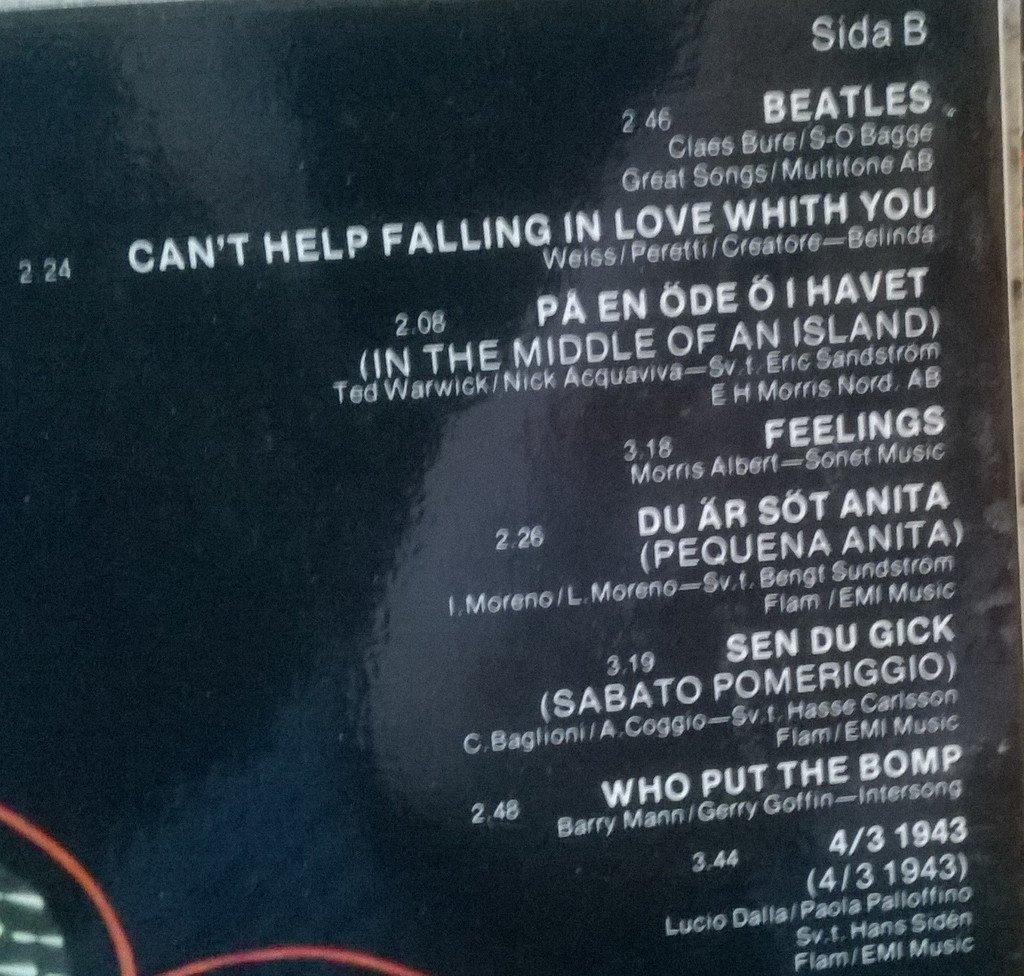 Sida B
2.46 BEATLES
Claes Bure/S-O Bagge
Great Songs/Multitone AB
2.24 CAN'T HELP FALLING IN LOVE WHITH YOU
Weiss/Peretti/Creatore—Belinda
2.08 PÅ EN ÖDE Ö I HAVET
(IN THE MIDDLE OF AN ISLAND)
Ted Warwick/Nick Acquaviva—Sv.t. Eric Sandström
E H Morris Nord. AB
3.18 FEELINGS
Morris Albert—Sonet Music
2.26 DU ÄR SÖT ANITA
(PEQUENA ANITA)
I.Moreno/L.Moreno—Sv.t. Bengt Sundström
Flam /EMI Music
3.19 SEN DU GICK
(SABATO POMERIGGIO)
C.Baglioni/A.Coggio—Sv.t. Hasse Carlsson
Flam/EMI Music
2.48 WHO PUT THE BOMP
Barry Mann/Gerry Goffin—Intersong
3.44 4/3 1943
(4/3 1943)
Lucio Dalla/Paola Palloffino
Sv.t. Hans Sidén
Flam/EMI Music